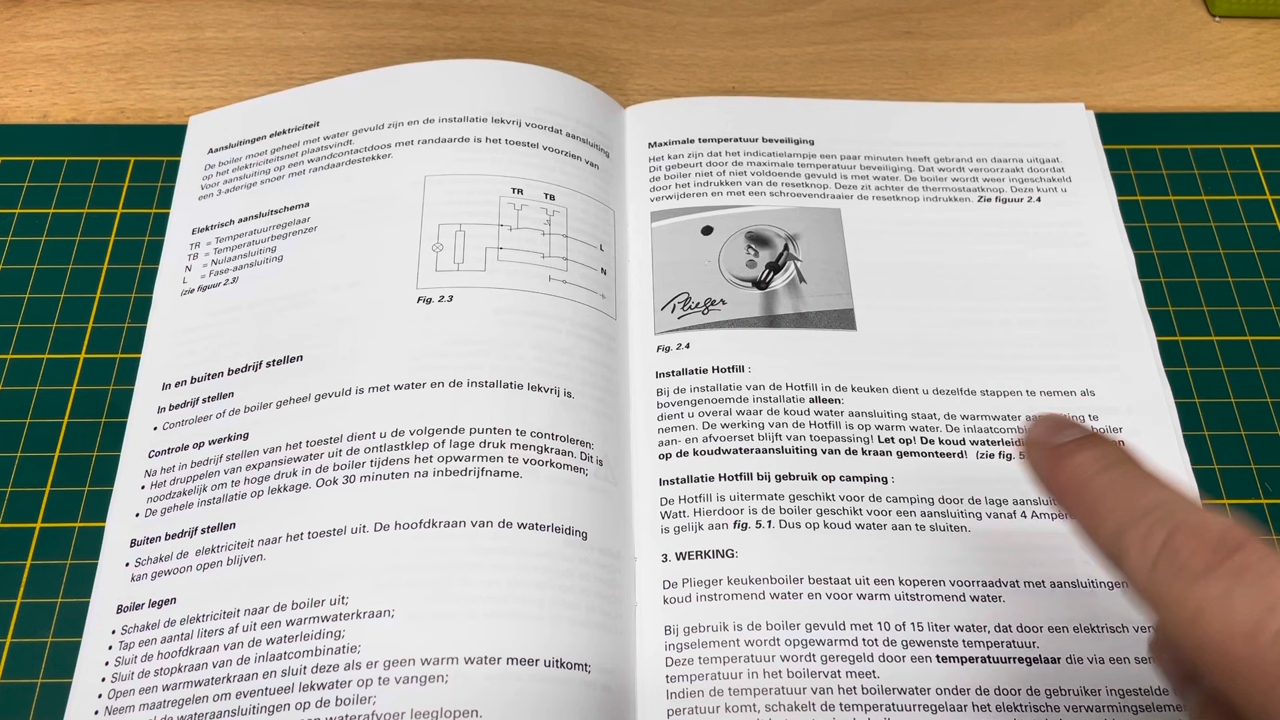 Aansluitingen elektriciteit
De boiler moet geheel met water gevuld zijn en de installatie lekvrij voordat aansluiting
op het elektriciteitsnet plaatsvindt.
Voor aansluiting op een wandcontactdoos met randaarde is het toestel voorzien van
een 3-aderige snoer met randaardestekker.
Elektrisch aansluitschema
TR = Temperatuurregelaar
TB = Temperatuurbegrenzer
N = Nulaansluiting
L = Fase-aansluiting
(zie figuur 2.3)
TR TB
L
N
Fig. 2.3
In en buiten bedrijf stellen
In bedrijf stellen
• Controleer of de boiler geheel gevuld is met water en de installatie lekvrij is.
Controle op werking
Na het in bedrijf stellen van het toestel dient u de volgende punten te controleren:
• Het druppelen van expansiewater uit de ontlastklep of lage druk mengkraan. Dit is
noodzakelijk om te hoge druk in de boiler tijdens het opwarmen te voorkomen;
• De gehele installatie op lekkage. Ook 30 minuten na inbedrijfname.
Buiten bedrijf stellen
• Schakel de elektriciteit naar het toestel uit. De hoofdkraan van de waterleiding
kan gewoon open blijven.
Boiler legen
• Schakel de elektriciteit naar de boiler uit;
• Tap een aantal liters af uit een warmwaterkraan;
• Sluit de hoofdkraan van de waterleiding;
• Sluit de stopkraan van de inlaatcombinatie;
• Open een warmwaterkraan en sluit deze als er geen warm water meer uitkomt;
• Neem maatregelen om eventueel lekwater op te vangen;
de wateraansluitingen op de boiler;
waterafvoer leeglopen.
Maximale temperatuur beveiliging
Het kan zijn dat het indicatielampje een paar minuten heeft gebrand en daarna uitgaat.
Dit gebeurt door de maximale temperatuur beveiliging. Dat wordt veroorzaakt doordat
de boiler niet of niet voldoende gevuld is met water. De boiler wordt weer ingeschakeld
door het indrukken van de resetknop. Deze zit achter de thermostaatknop. Deze kunt u
verwijderen en met een schroevendraaier de resetknop indrukken. Zie figuur 2.4
Plieger
Fig. 2.4
Installatie Hotfill :
Bij de installatie van de Hotfill in de keuken dient u dezelfde stappen te nemen als
bovengenoemde installatie alleen:
dient u overal waar de koud water aansluiting staat, de warmwater te
nemen. De werking van de Hotfill is op warm water. De boiler
aan- en afvoerset blijft van toepassing! Let op! De koud
op de koudwateraansluiting van de kraan gemonteerd! (zie fig.
Installatie Hotfill bij gebruik op camping :
De Hotfill is uitermate geschikt voor de camping door de lage
Watt. Hierdoor is de boiler geschikt voor een aansluiting vanaf 4
is gelijk aan fig. 5.1. Dus op koud water aan te sluiten.
3. WERKING:
De Plieger keukenboiler bestaat uit een koperen voorraadvat met aansluitingen
koud instromend water en voor warm uitstromend water.
Bij gebruik is de boiler gevuld met 10 of 15 liter water, dat door een elektrisch
ingselement wordt opgewarmd tot de gewenste temperatuur.
Deze temperatuur wordt geregeld door een temperatuurregelaar die via een
temperatuur in het boilervat meet.
Indien de temperatuur van het boilerwater onder de door de gebruiker ingestelde
peratuur komt, schakelt de temperatuurregelaar het elektrische